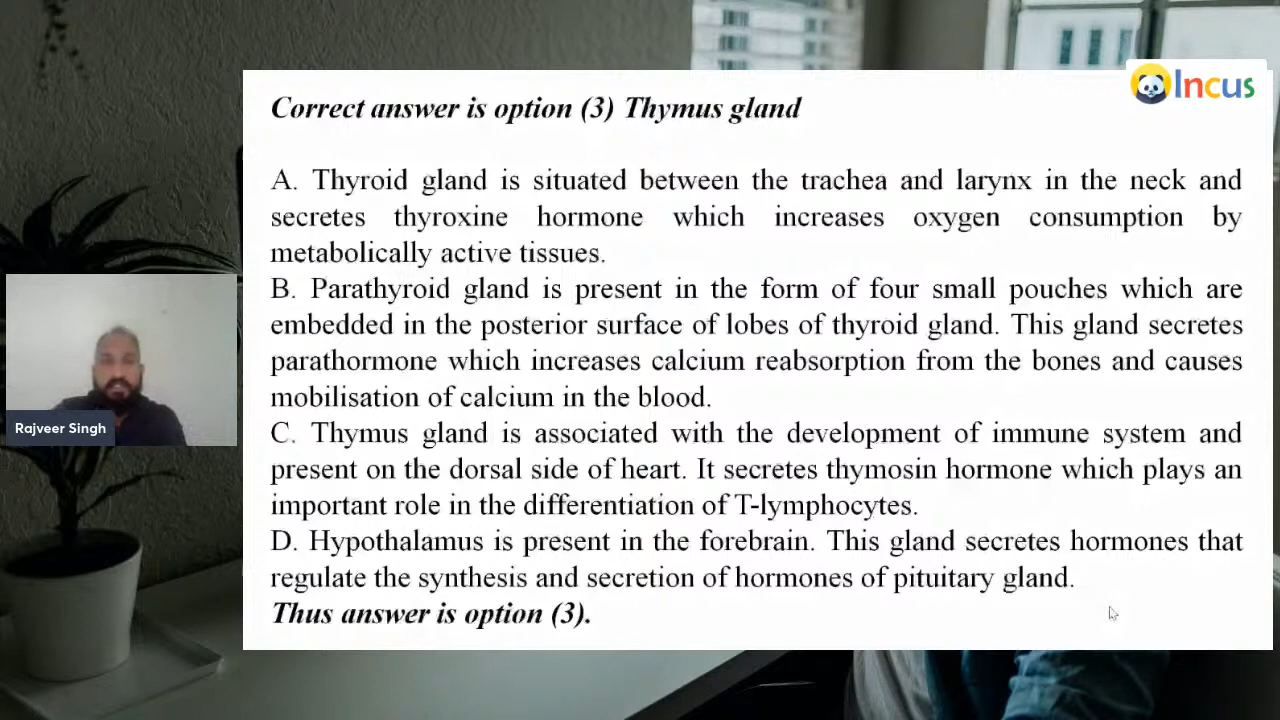 Incus
Correct answer is option (3) Thymus gland
A. Thyroid gland is situated between the trachea and larynx in the neck and
secretes thyroxine hormone which increases oxygen consumption by
metabolically active tissues.
B. Parathyroid gland is present in the form of four small pouches which are
embedded in the posterior surface of lobes of thyroid gland. This gland secretes
parathormone which increases calcium reabsorption from the bones and causes
mobilisation of calcium in the blood.
C. Thymus gland is associated with the development of immune system and
present on the dorsal side of heart. It secretes thymosin hormone which plays an
important role in the differentiation of T-lymphocytes.
D. Hypothalamus is present in the forebrain. This gland secretes hormones that
regulate the synthesis and secretion of hormones of pituitary gland.
Thus answer is option (3).
Rajveer Singh